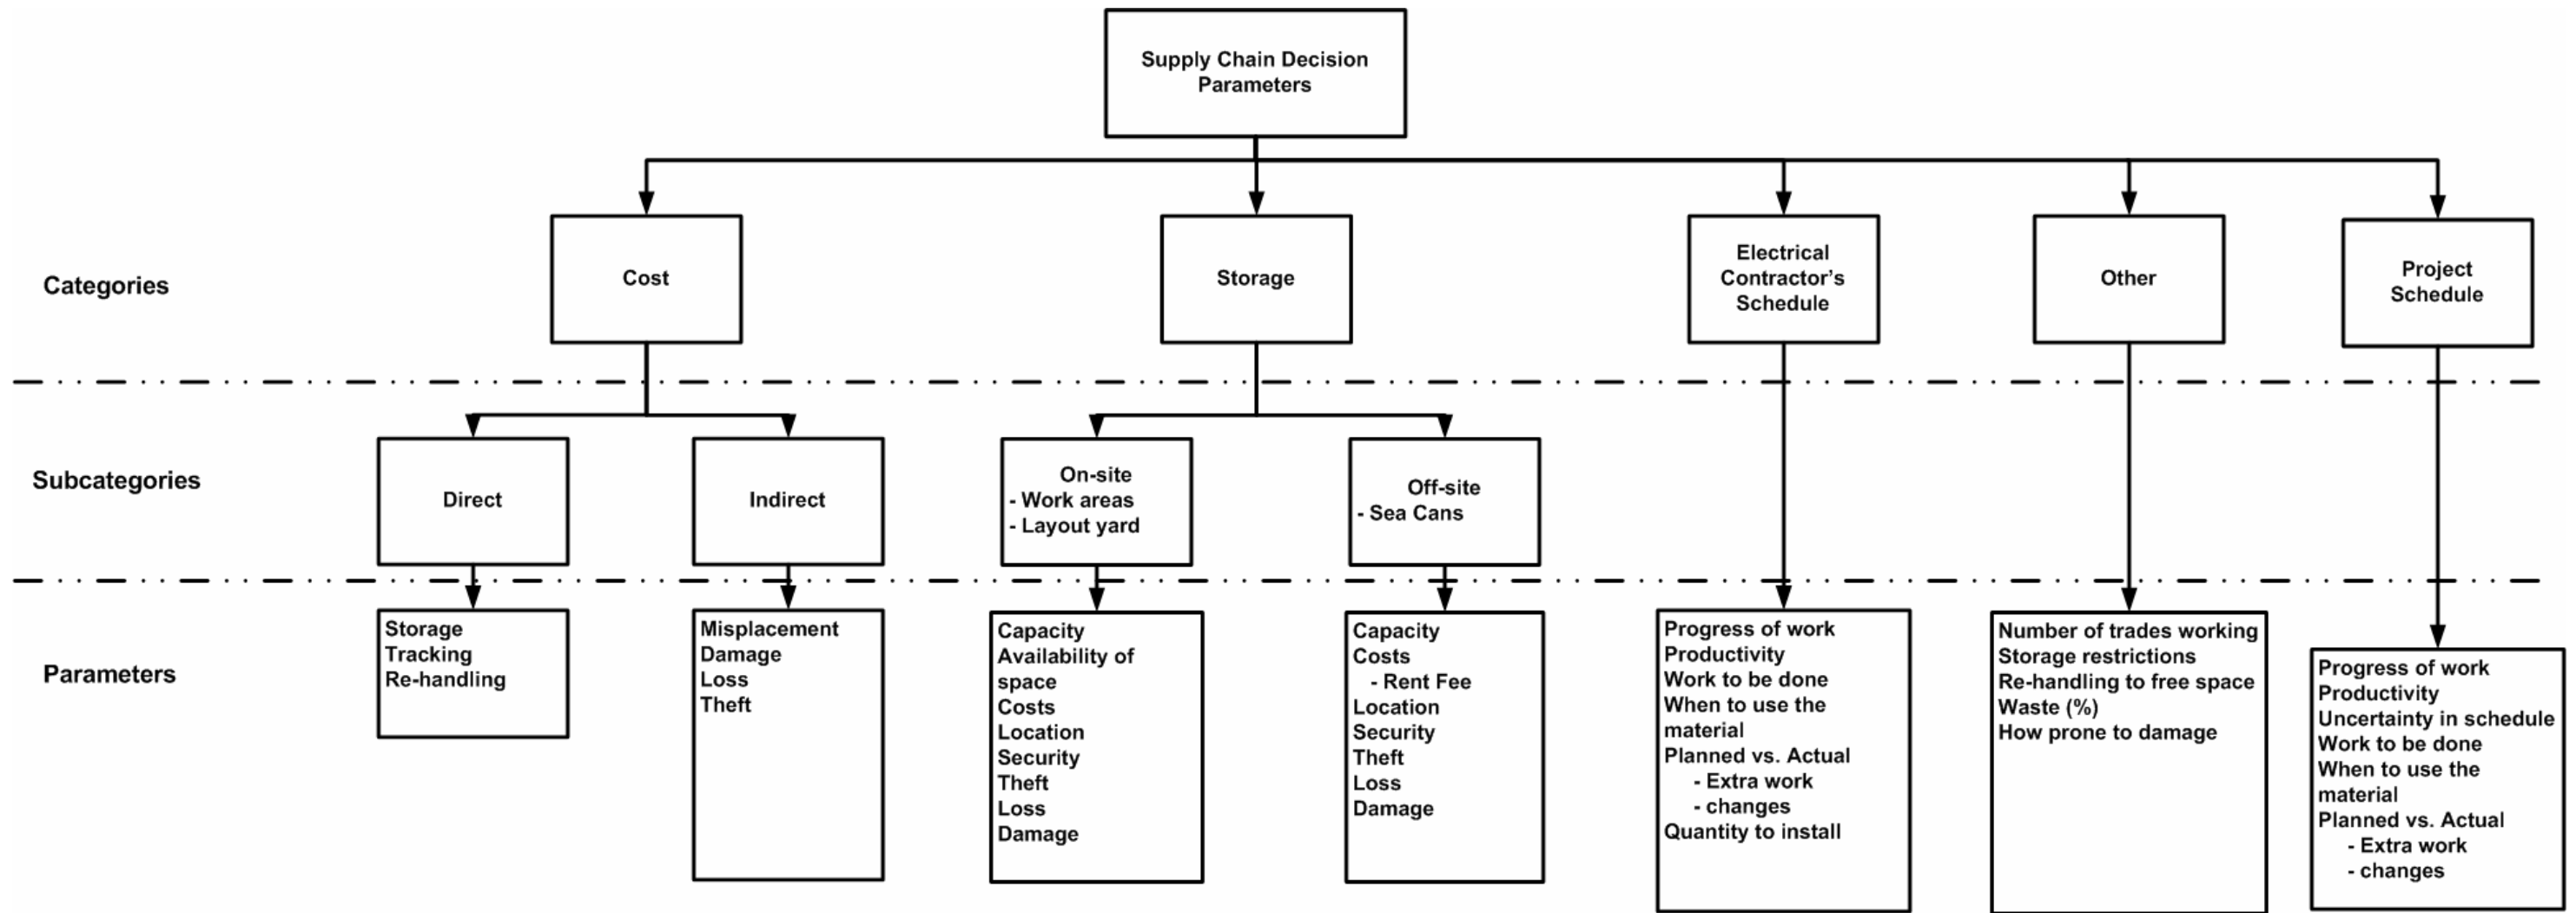 Supply Chain Decision
Parameters
Categories
Cost
Storage
Electrical
Contractor's
Schedule
Other
Project
Schedule
Subcategories
Direct
Indirect
On-site
- Work areas
- Layout yard
Off-site
- Sea Cans
Parameters
Storage
Tracking
Re-handling
Misplacement
Damage
Loss
Theft
Capacity
Availability of
space
Costs
Location
Security
Theft
Loss
Damage
Capacity
Costs
- Rent Fee
Location
Security
Theft
Loss
Damage
Progress of work
Productivity
Work to be done
When to use the
material
Planned vs. Actual
- Extra work
- changes
Quantity to install
Number of trades working
Storage restrictions
Re-handling to free space
Waste (%)
How prone to damage
Progress of work
Productivity
Uncertainty in schedule
Work to be done
When to use the
material
Planned vs. Actual
- Extra work
- changes